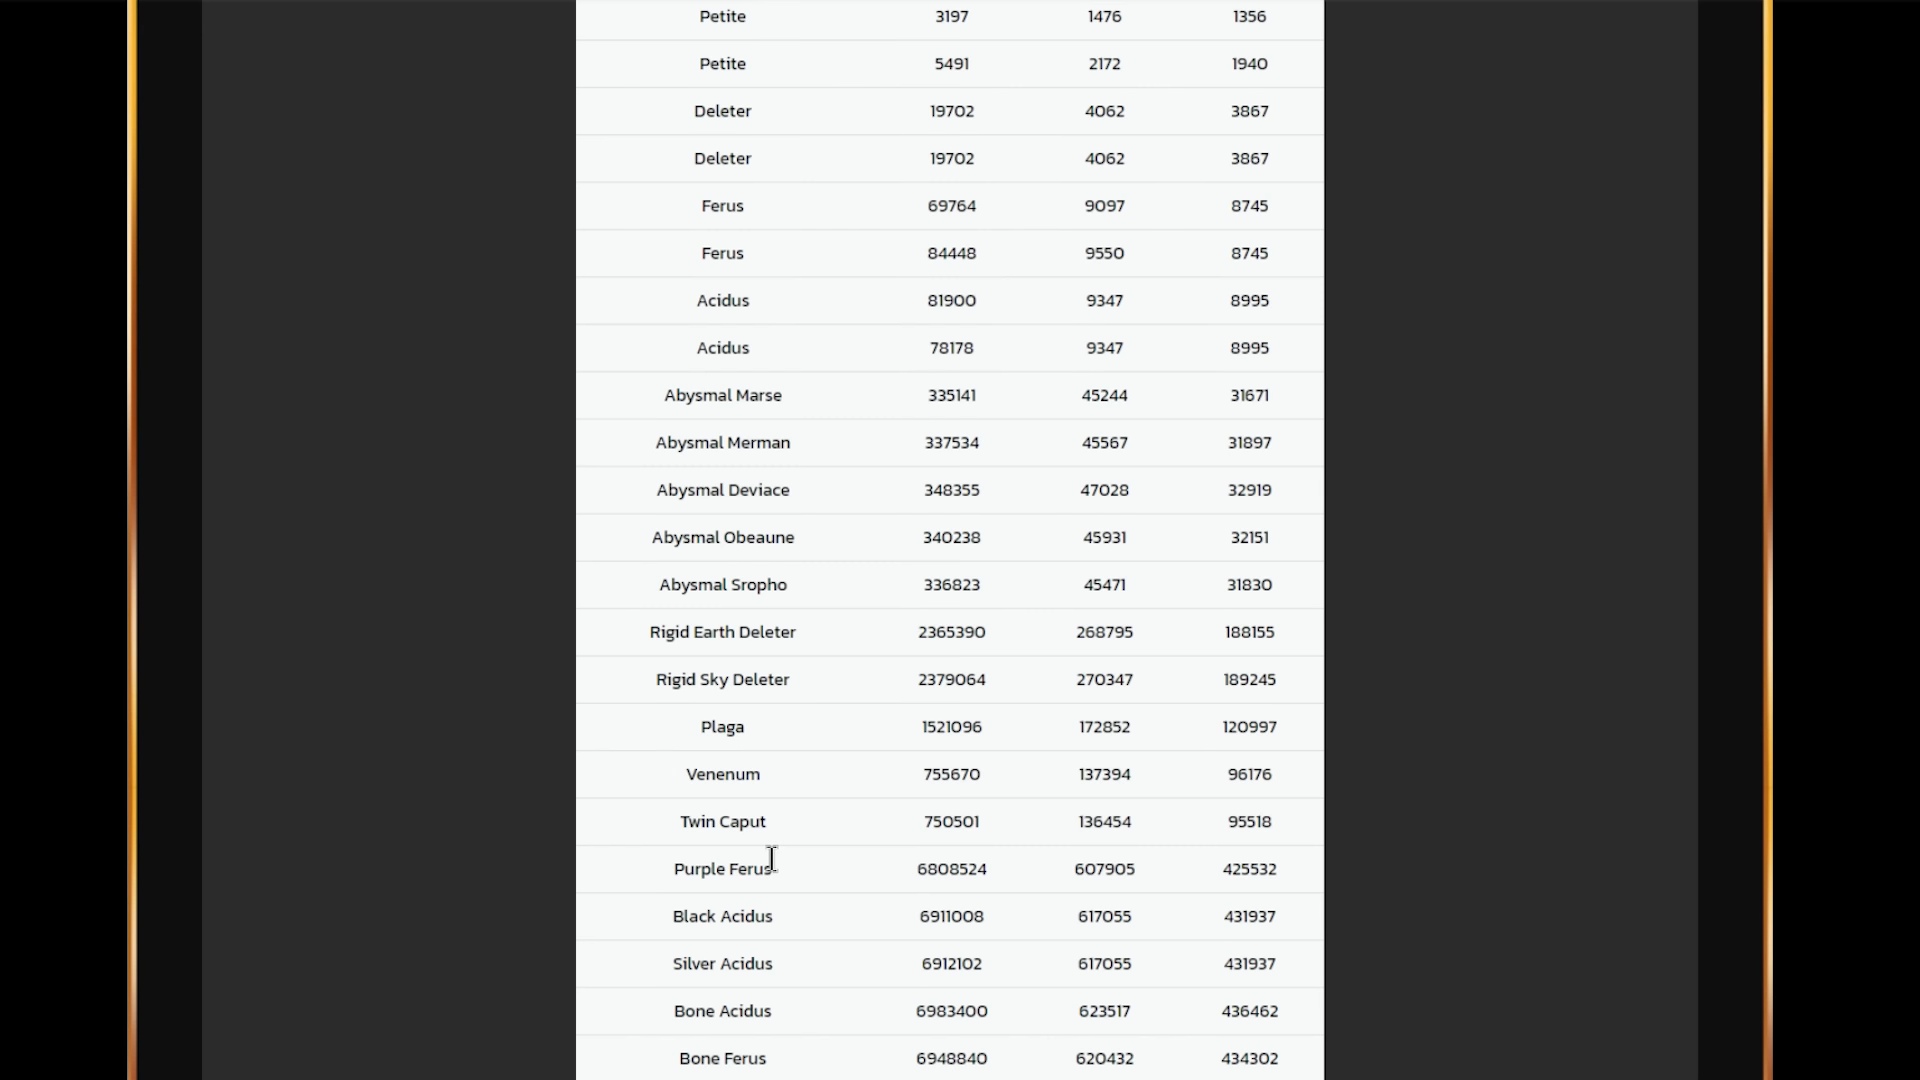 Petite 3197 1476 1356
Petite 5491 2172 1940
Deleter 19702 4062 3867
Deleter 19702 4062 3867
Ferus 69764 9097 8745
Ferus 84448 9550 8745
Acidus 81900 9347 8995
Acidus 78178 9347 8995
Abysmal Marse 335141 45244 31671
Abysmal Merman 337534 45567 31897
Abysmal Deviace 348355 47028 32919
Abysmal Obeaune 340238 45931 32151
Abysmal Sropho 336823 45471 31830
Rigid Earth Deleter 2365390 268795 188155
Rigid Sky Deleter 2379064 270347 189245
Plaga 1521096 172852 120997
Venenum 755670 137394 96176
Twin Caput 750501 136454 95518
Purple Ferus 6808524 607905 425532
Black Acidus 6911008 617055 431937
Silver Acidus 6912102 617055 431937
Bone Acidus 6983400 623517 436462
Bone Ferus 6948840 620432 434302